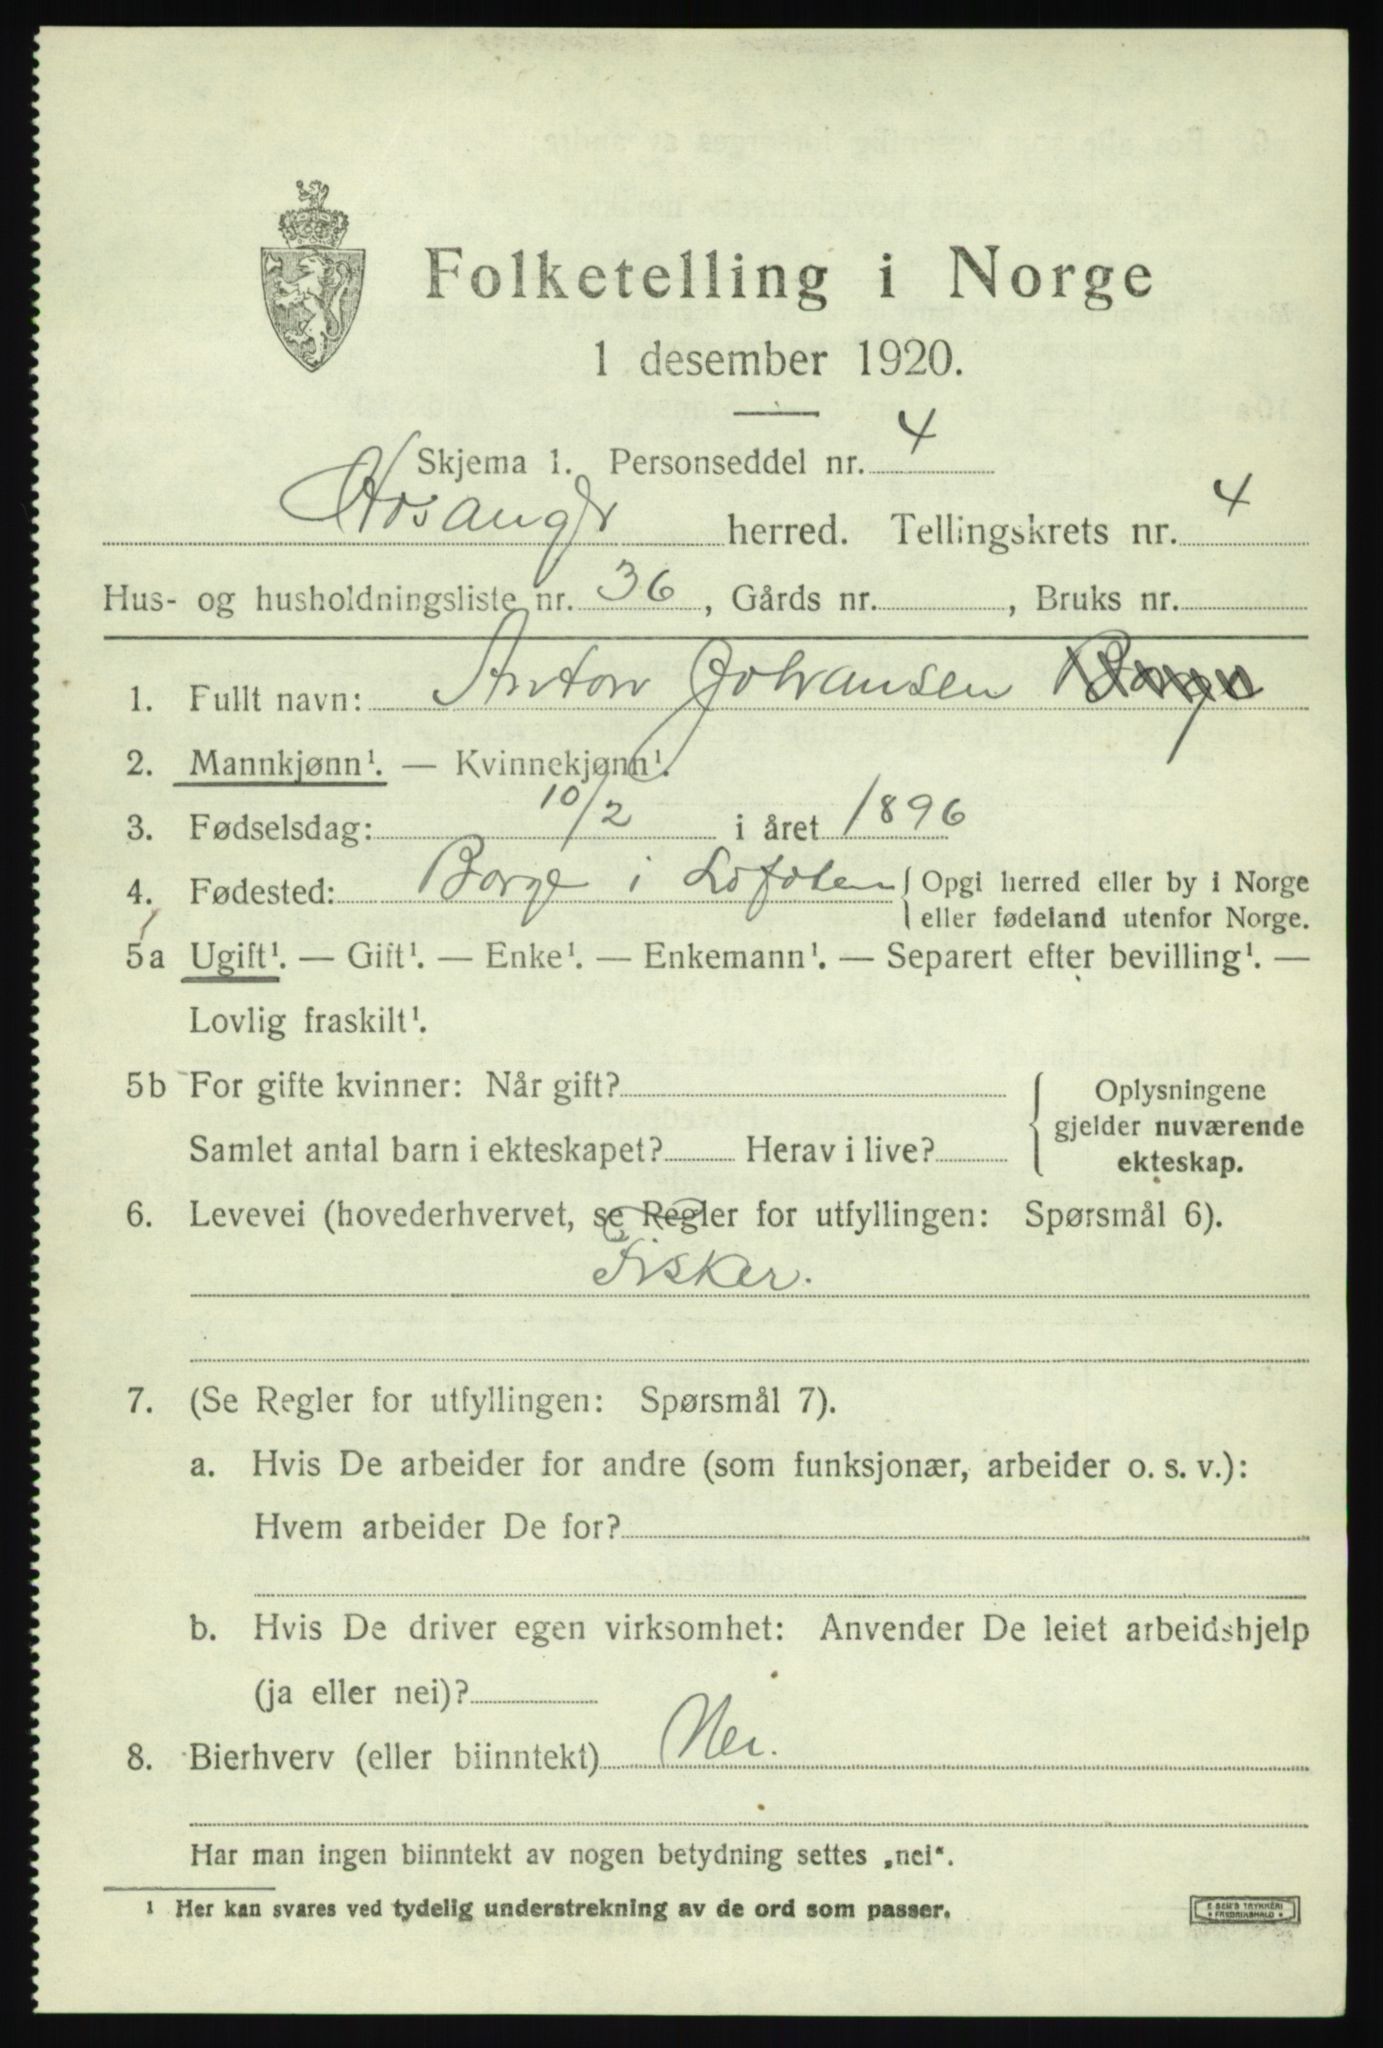 Folketelling i Norge
1 desember 1920.
Skjema 1. Personseddel nr. 4
Hosangr herred. Tellingskrets nr. 4
Hus- og husholdningsliste nr. 36, Gårds nr. , Bruks nr.
1. Fullt navn: Anton Johansen
2. Mannkjønn¹. — Kvinnekjønn¹.
3. Fødselsdag: 10/2 i året 1896
4. Fødested: Borge i Lofoten { Opgi herred eller by i Norge
eller fødeland utenfor Norge.
5a Ugift¹. — Gift¹. — Enke¹. — Enkemann¹. — Separert efter bevilling¹. —
Lovlig fraskilt¹.
5b For gifte kvinner: Når gift?
Samlet antal barn i ekteskapet? Herav i live?
{ Oplysningene
gjelder nuværende
ekteskap.
6. Levevei (hovederhvervet, se Regler for utfyllingen: Spørsmål 6).
Fisker.
7. (Se Regler for utfyllingen: Spørsmål 7).
a. Hvis De arbeider for andre (som funksjonær, arbeider o. s. v.):
Hvem arbeider De for?
b. Hvis De driver egen virksomhet: Anvender De leiet arbeidshjelp
(ja eller nei)?
8. Bierhverv (eller biinntekt) Nei.
Har man ingen biinntekt av nogen betydning settes „nei“.
¹ Her kan svares ved tydelig understrekning av de ord som passer.
E SEM'S TRYKKERI
FREDRIKSHALD